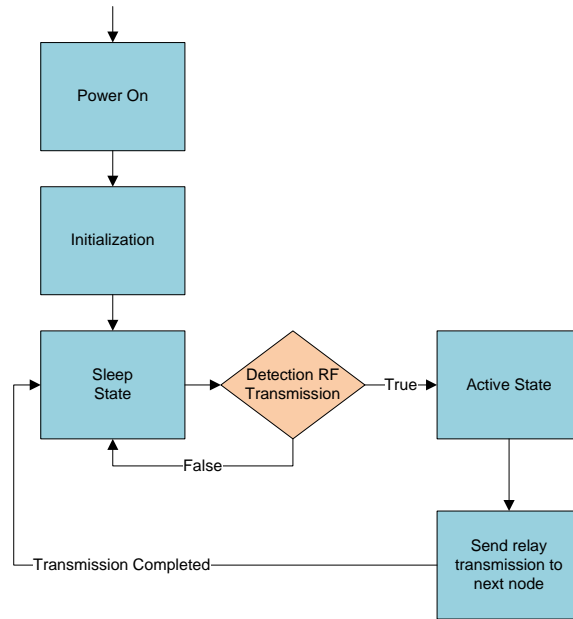 Power On
Initialization
Sleep
State
Detection RF
Transmission
True
Active State
False
Send relay
transmission to
next node
Transmission Completed